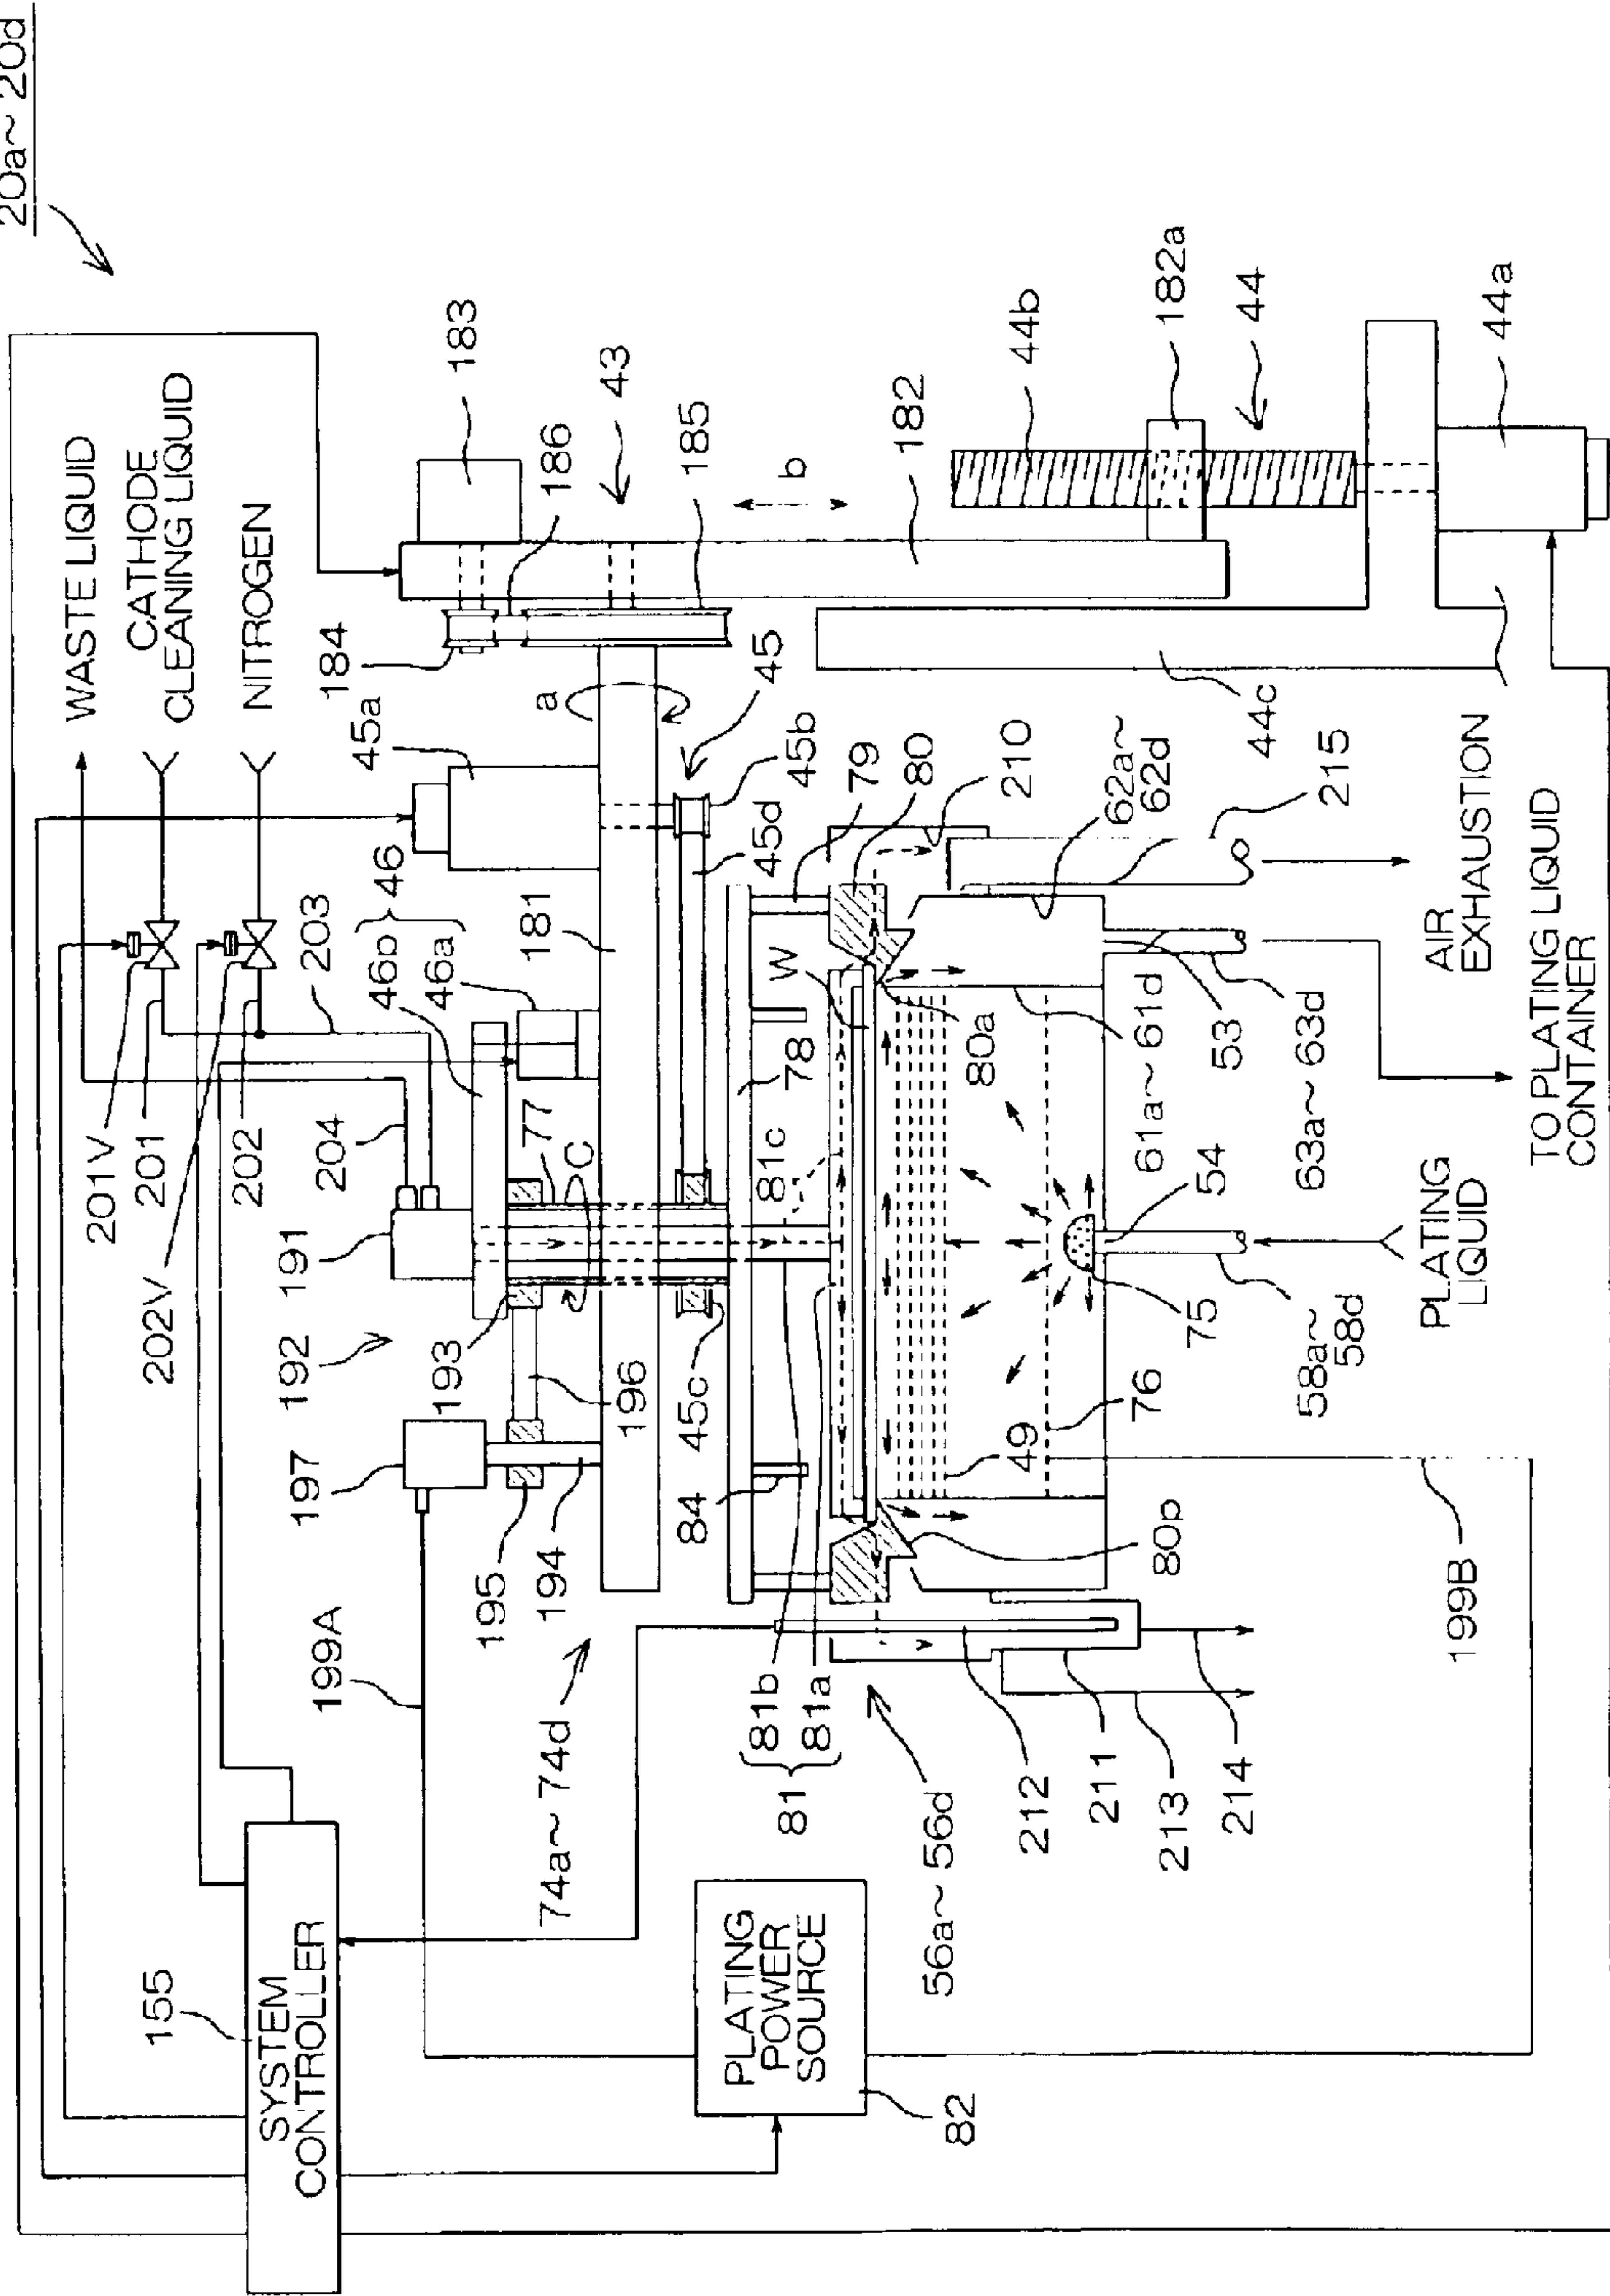 20a~20d
WASTE LIQUID
CATHODE
CLEANING LIQUID
NITROGEN
183
184
186
43
185
b
182
44b
182a
44
44a
44c
45a
a
45
45b
45d
46
46b
46a
181
203
201V
201
202V
202
204
191
192
193
77
C
196
45c
197
195
194
199A
74a~74d
155
SYSTEM
CONTROLLER
PLATING
POWER
SOURCE
82
78
79
80
210
62a~
62d
215
W
81c
84
81
81b
81a
80a
61a~61d
53
63a~63d
54
75
58a~
58d
76
49
80p
56a~56d
212
211
213
214
199B
PLATING
LIQUID
TO PLATING LIQUID
CONTAINER
AIR
EXHAUSTION